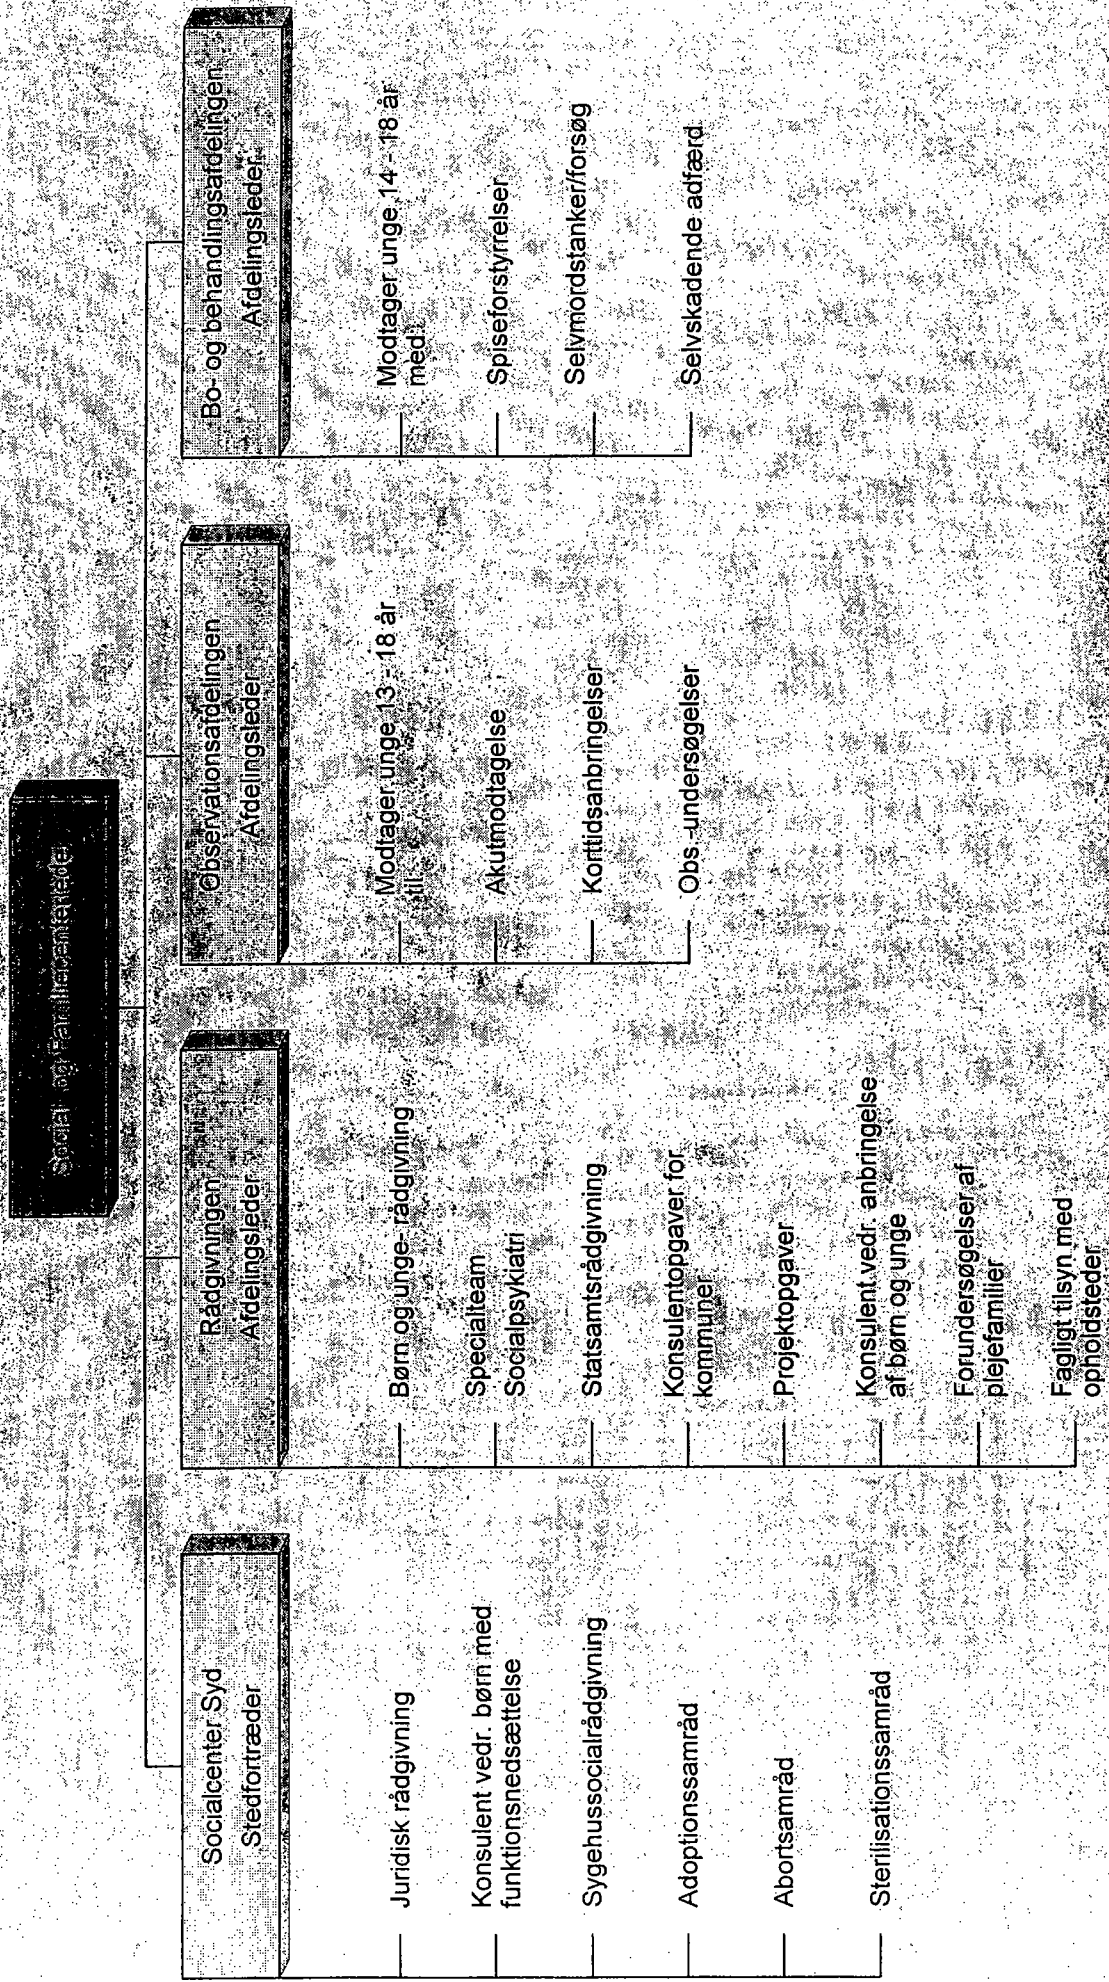 Social- og Familiecenterleder
Socialcenter Syd
Stedfortræder
Juridisk rådgivning
Konsulent vedr. børn med
funktionsnedsættelse
Sygehussocialrådgivning
Adoptionssamråd
Abortsamråd
Sterilisationssamråd
Rådgivningen
Afdelingsleder
Børn og unge- rådgivning
Specialteam
Socialpsykiatri
Statsamtsrådgivning
Konsulentopgaver for
kommuner
Projektopgaver
Konsulent vedr. anbringelse
af børn og unge
Forundersøgelser af
plejefamilier
Fagligt tilsyn med
opholdsteder
Observationsafdelingen
Afdelingsleder
Modtager unge 13 - 18 år
til:
Akutmodtagelse
Korttidsanbringelser
Obs.-undersøgelser
Bo- og behandlingsafdelingen
Afdelingsleder
Modtager unge 14 - 18 år
med:
Spiseforstyrrelser
Selvmordstanker/forsøg
Selvskadende adfærd